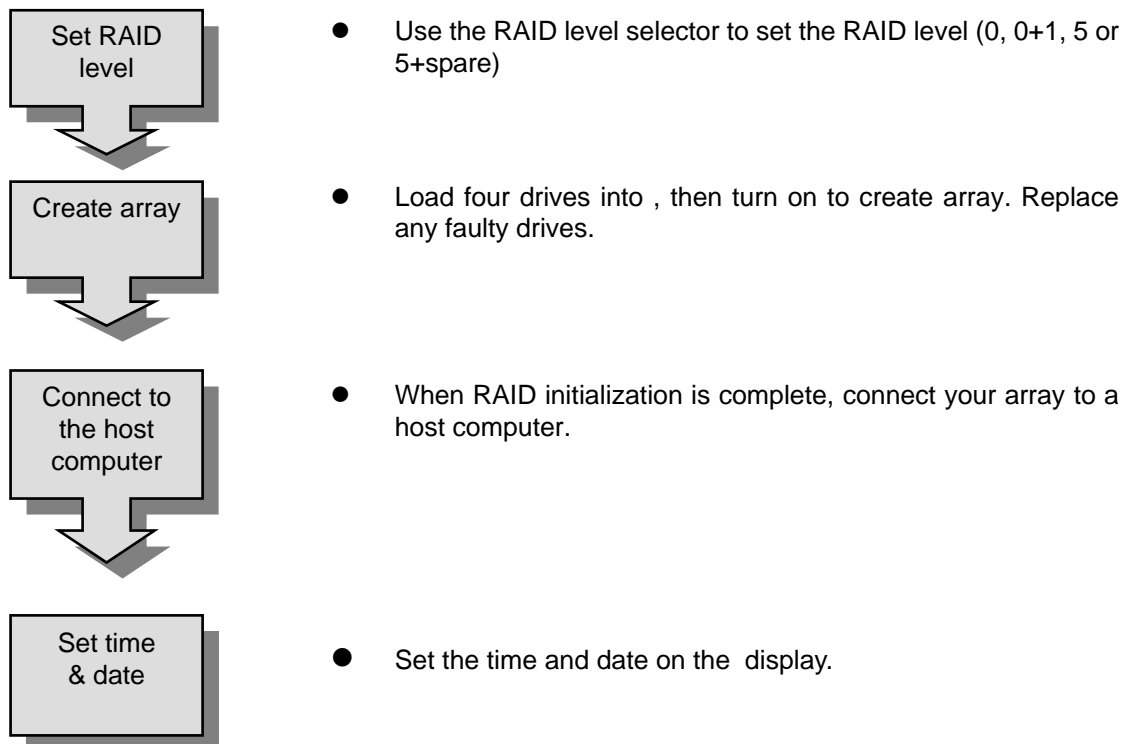 Set RAID
level
● Use the RAID level selector to set the RAID level (0, 0+1, 5 or
5+spare)
Create array
● Load four drives into , then turn on to create array. Replace
any faulty drives.
Connect to
the host
computer
● When RAID initialization is complete, connect your array to a
host computer.
Set time
& date
● Set the time and date on the display.